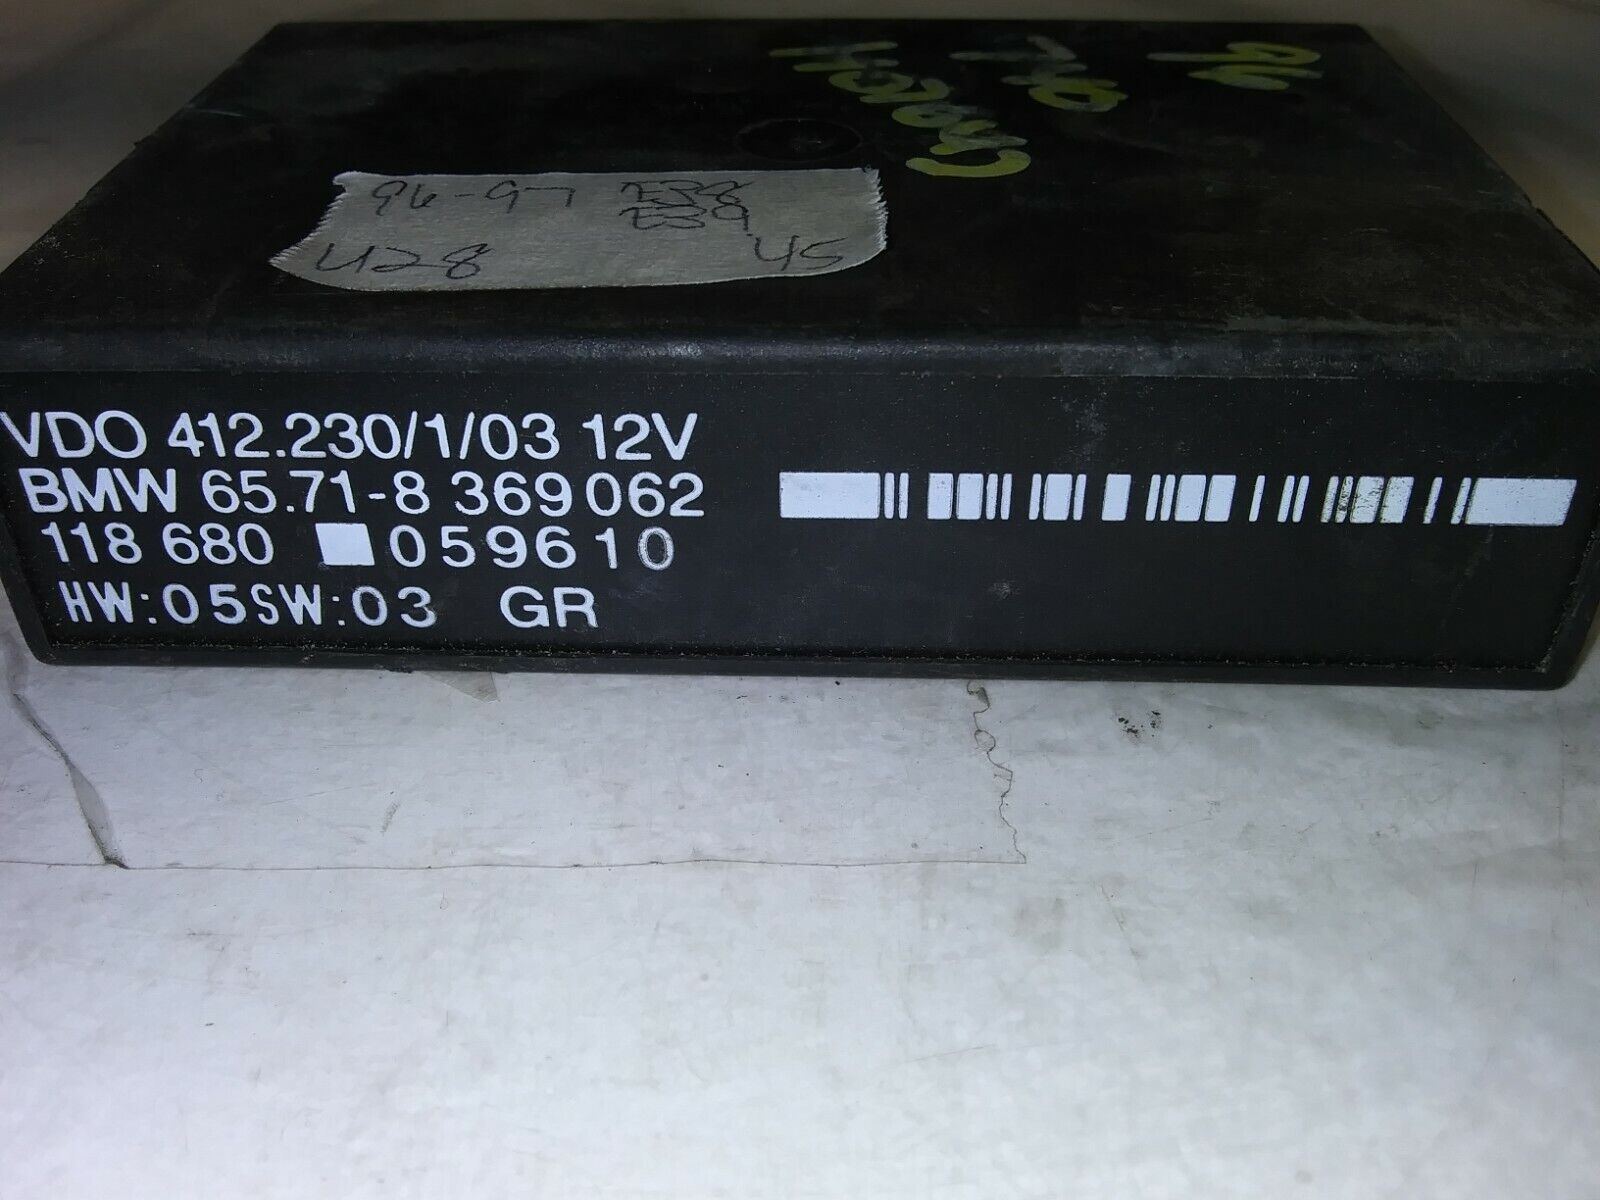 96-97 E38
E39
428 45
VDO 412.230/1/03 12V
BMW 65.71-8 369 062
118 680 059610
HW:05SW:03 GR